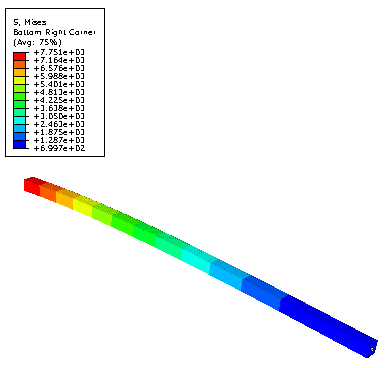 S, Mises
Bottom Right Corner
(Avg: 75%)
+7.751e+03
+7.164e+03
+6.576e+03
+5.988e+03
+5.401e+03
+4.813e+03
+4.225e+03
+3.638e+03
+3.050e+03
+2.463e+03
+1.875e+03
+1.287e+03
+6.997e+02